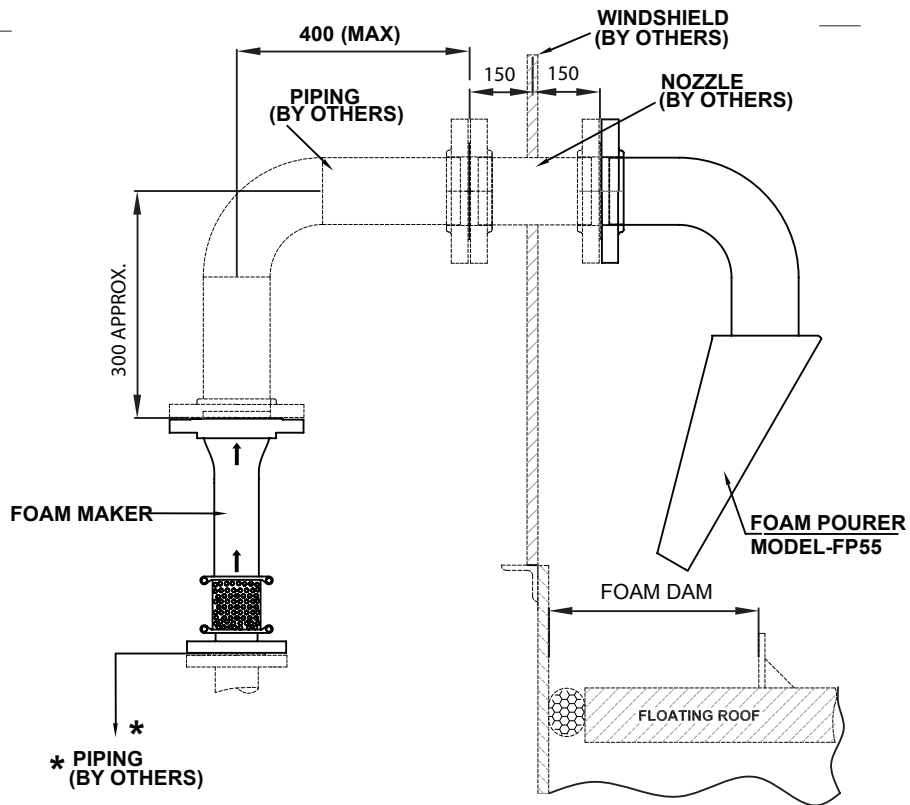 WINDSHIELD
(BY OTHERS)
400 (MAX)
150
150
PIPING
(BY OTHERS)
NOZZLE
(BY OTHERS)
300 APPROX.
FOAM MAKER
FOAM POURER
MODEL-FP55
FOAM DAM
FLOATING ROOF
*
* PIPING
(BY OTHERS)